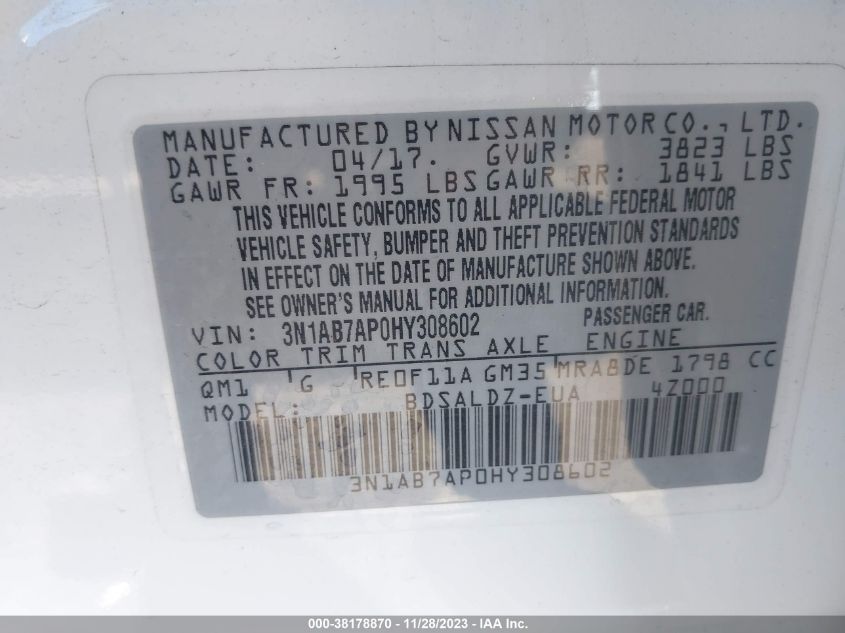 MANUFACTURED BY NISSAN MOTOR CO., LTD.
DATE: 04/17. GVWR: 3823 LBS
GAWR FR: 1995 LBS GAWR RR: 1841 LBS
THIS VEHICLE CONFORMS TO ALL APPLICABLE FEDERAL MOTOR
VEHICLE SAFETY, BUMPER AND THEFT PREVENTION STANDARDS
IN EFFECT ON THE DATE OF MANUFACTURE SHOWN ABOVE.
SEE OWNER'S MANUAL FOR ADDITIONAL INFORMATION.
VIN: 3N1AB7AP0HY308602 PASSENGER CAR.
COLOR TRIM TRANS AXLE ENGINE
QM1 G RE0F11A GM35 MRA8DE 1798 CC
MODEL: BDSALDZ-EUA 4Z000
3N1AB7AP0HY308602
000-38178870 - 11/28/2023 - IAAI.com